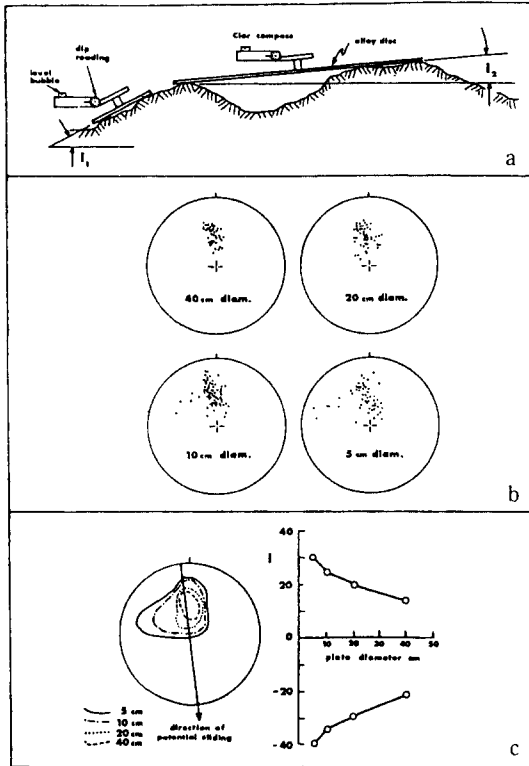 Clar compass
dip
reading
alloy disc
level
bubble
I₂
I₁
a
40 cm diam.
20 cm diam.
10 cm diam.
5 cm diam.
b
40
I
20
0
10 20 30 40 50
plate diameter cm
-20
-40
5 cm
10 cm
20 cm
40 cm
direction of
potential sliding
c